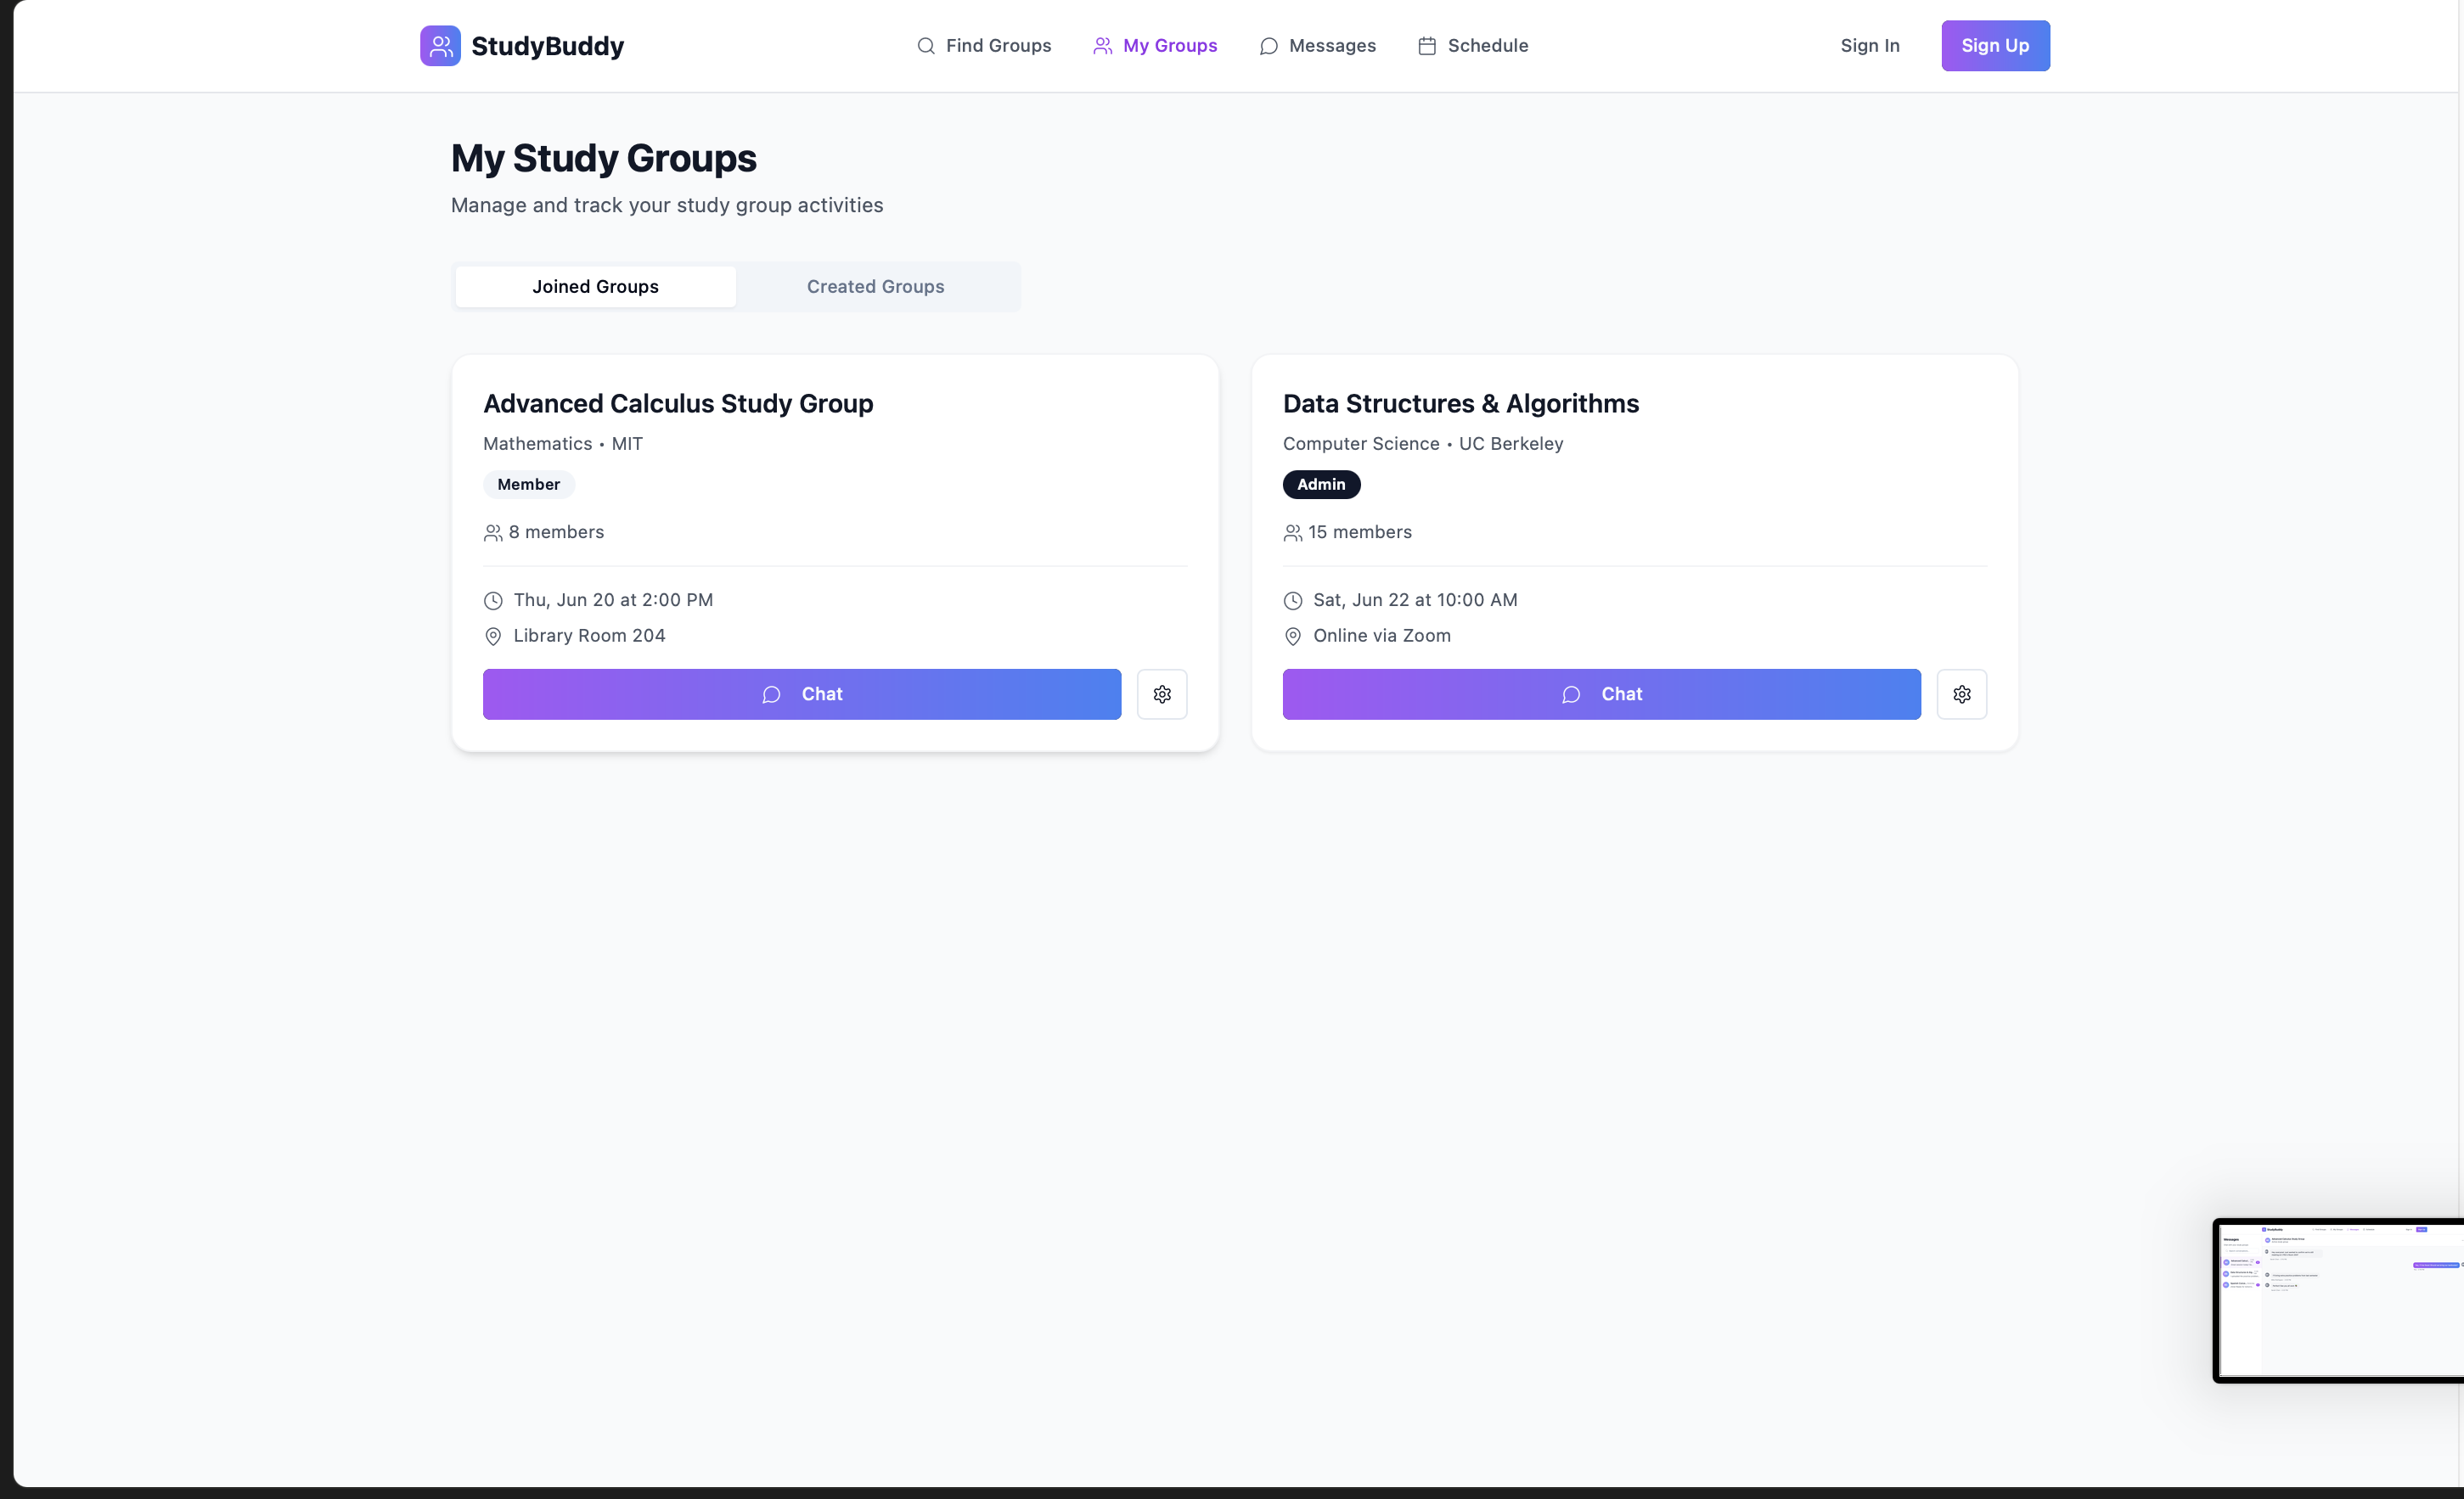 StudyBuddy
Find Groups
My Groups
Messages
Schedule
Sign In
Sign Up
My Study Groups
Manage and track your study group activities
Joined Groups
Created Groups
Advanced Calculus Study Group
Mathematics • MIT
Member
8 members
Thu, Jun 20 at 2:00 PM
Library Room 204
Chat
Data Structures & Algorithms
Computer Science • UC Berkeley
Admin
15 members
Sat, Jun 22 at 10:00 AM
Online via Zoom
Chat
StudyBuddy
Messages